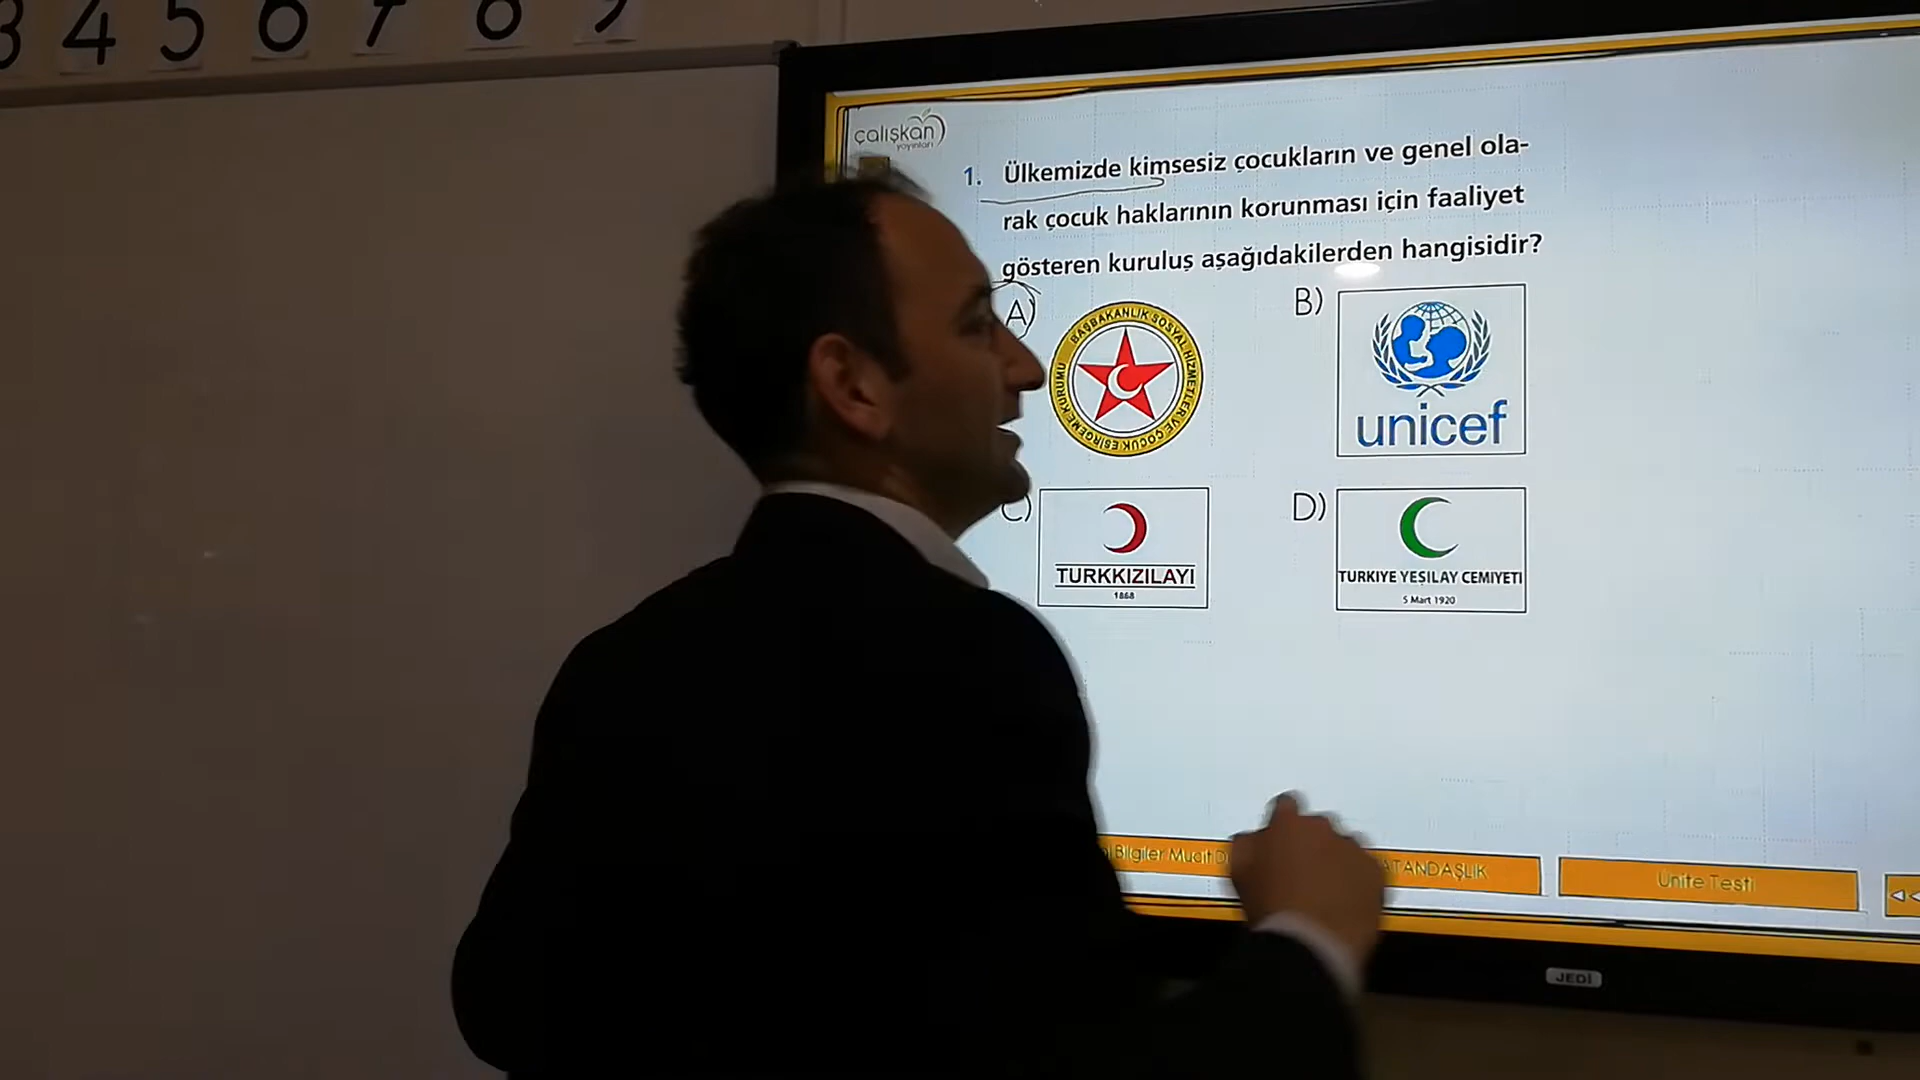 3 4 5 6 7 8 9
çalışkan
yayınları
1. Ülkemizde kimsesiz çocukların ve genel ola-
rak çocuk haklarının korunması için faaliyet
gösteren kuruluş aşağıdakilerden hangisidir?
A)
BAŞBAKANLIK SOSYAL HİZMETLER VE ÇOCUK ESİRGEME KURUMU
B)
unicef
C)
TURKKIZILAYI
1868
D)
TURKIYE YEŞILAY CEMIYETI
5 Mart 1920
Bilgiler Muaf
ATANDAŞLIK
Ünite Testi
JEDİ